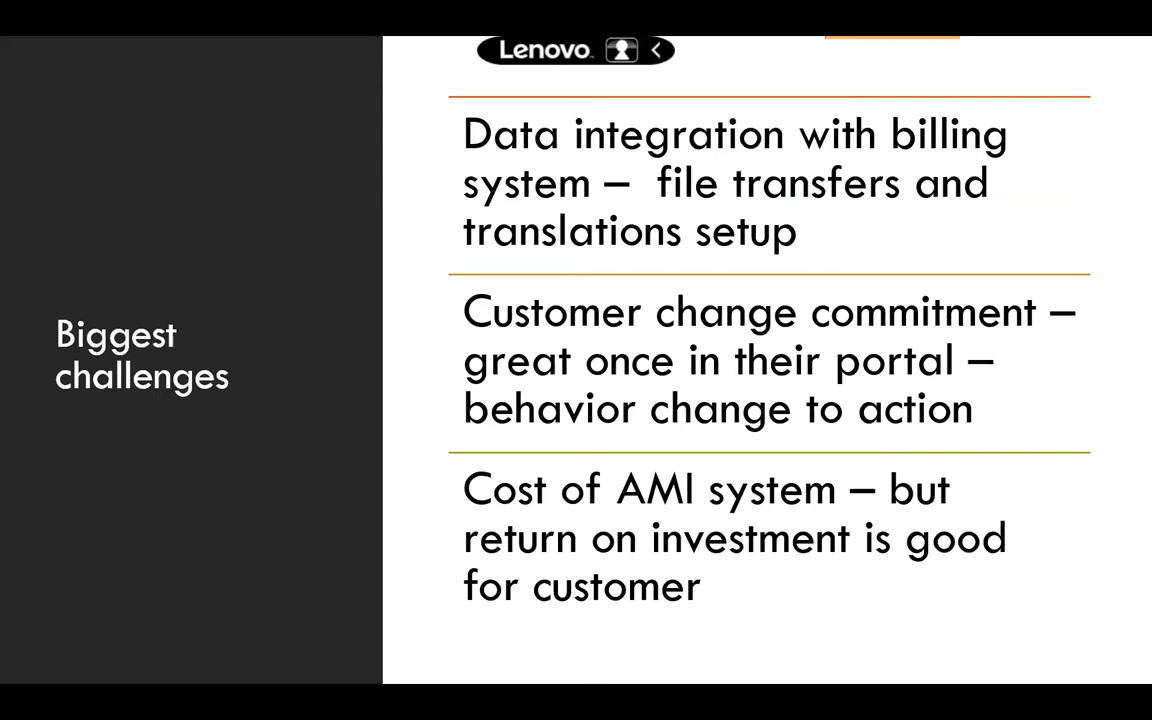 Lenovo
Data integration with billing
system – file transfers and
translations setup
Customer change commitment –
great once in their portal –
behavior change to action
Cost of AMI system – but
return on investment is good
for customer
Biggest
challenges